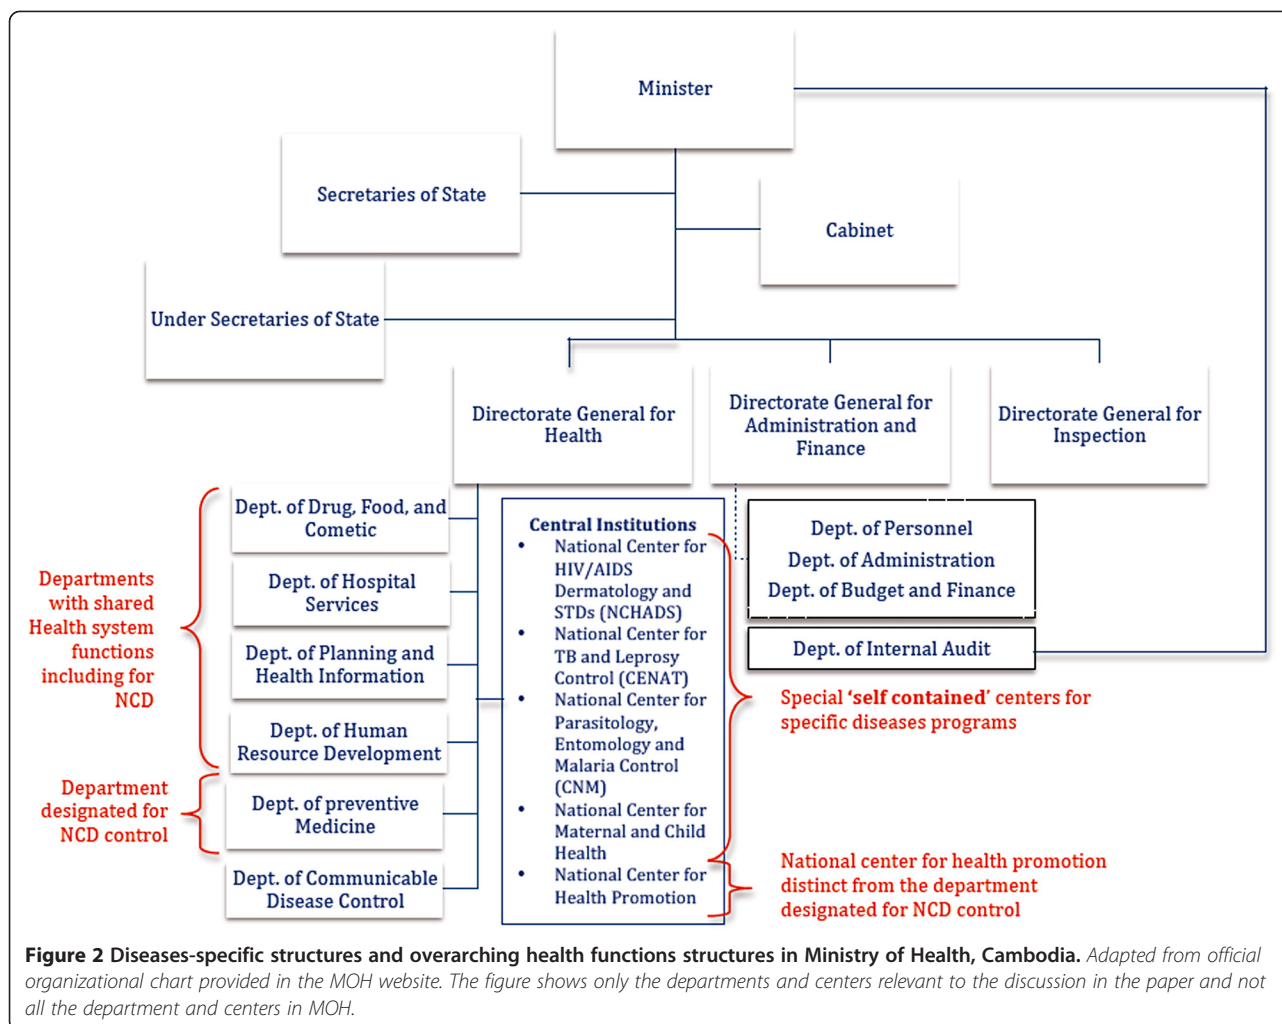 Minister
Secretaries of State
Cabinet
Under Secretaries of State
Directorate General for
Health
Directorate General for
Administration and
Finance
Directorate General for
Inspection
Departments
with shared
Health system
functions
including for
NCD
Department
designated for
NCD control
Dept. of Drug, Food, and
Cometic
Dept. of Hospital
Services
Dept. of Planning and
Health Information
Dept. of Human
Resource Development
Dept. of preventive
Medicine
Dept. of Communicable
Disease Control
Central Institutions
• National Center for
HIV/AIDS
Dermatology and
STDs (NCHADS)
• National Center for
TB and Leprosy
Control (CENAT)
• National Center for
Parasitology,
Entomology and
Malaria Control
(CNM)
• National Center for
Maternal and Child
Health
• National Center for
Health Promotion
Dept. of Personnel
Dept. of Administration
Dept. of Budget and Finance
Dept. of Internal Audit
Special ‘self contained’ centers for
specific diseases programs
National center for health promotion
distinct from the department
designated for NCD control
Figure 2 Diseases-specific structures and overarching health functions structures in Ministry of Health, Cambodia. Adapted from official
organizational chart provided in the MOH website. The figure shows only the departments and centers relevant to the discussion in the paper and not
all the department and centers in MOH.